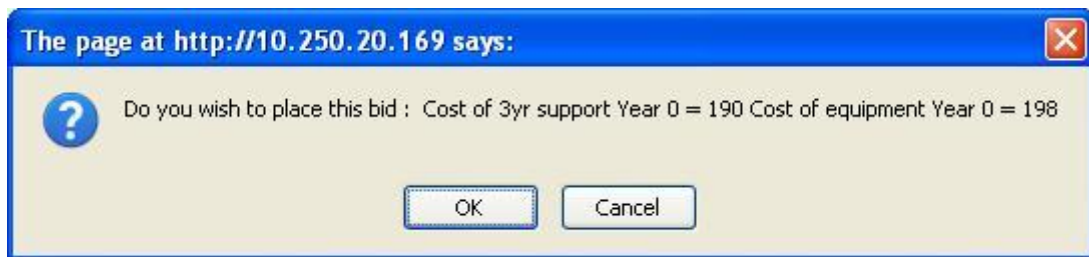 The page at http://10.250.20.169 says:
Do you wish to place this bid : Cost of 3yr support Year 0 = 190 Cost of equipment Year 0 = 198
OK Cancel